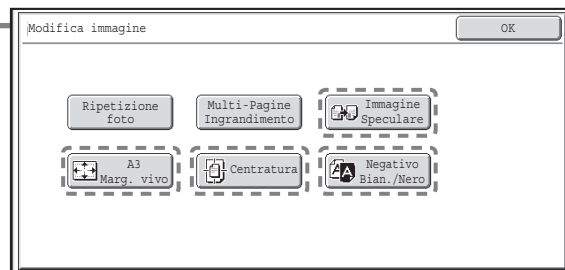 Modifica immagine
OK
Ripetizione
foto
Multi-Pagine
Ingrandimento
Immagine
Speculare
A3
Marg. vivo
Centratura
Negativo
Bian./Nero